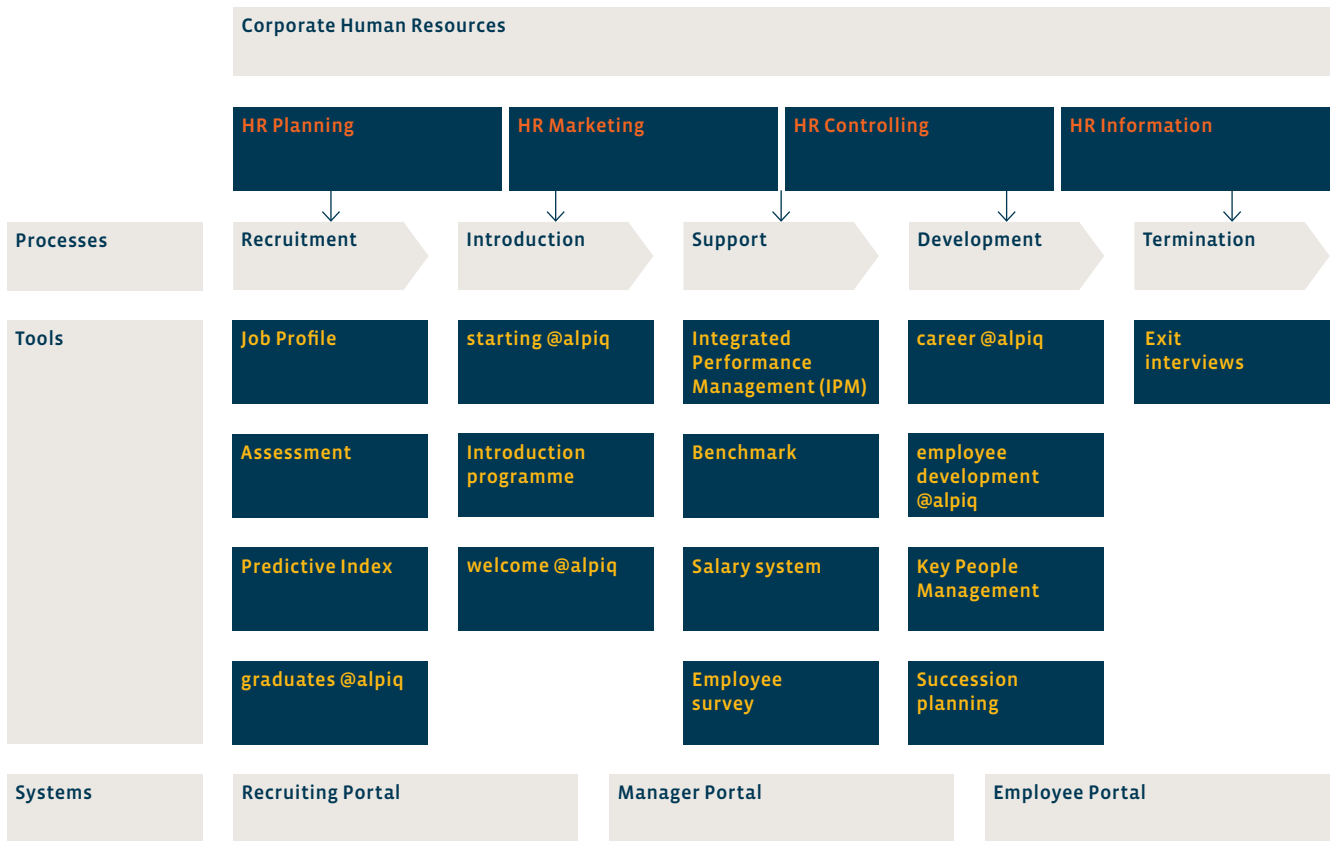 Corporate Human Resources
HR Planning
HR Marketing
HR Controlling
HR Information
Processes
Recruitment
Introduction
Support
Development
Termination
Tools
Job Profile
starting @alpiq
Integrated
Performance
Management (IPM)
career @alpiq
Exit
interviews
Assessment
Introduction
programme
Benchmark
employee
development
@alpiq
Predictive Index
welcome @alpiq
Salary system
Key People
Management
graduates @alpiq
Employee
survey
Succession
planning
Systems
Recruiting Portal
Manager Portal
Employee Portal